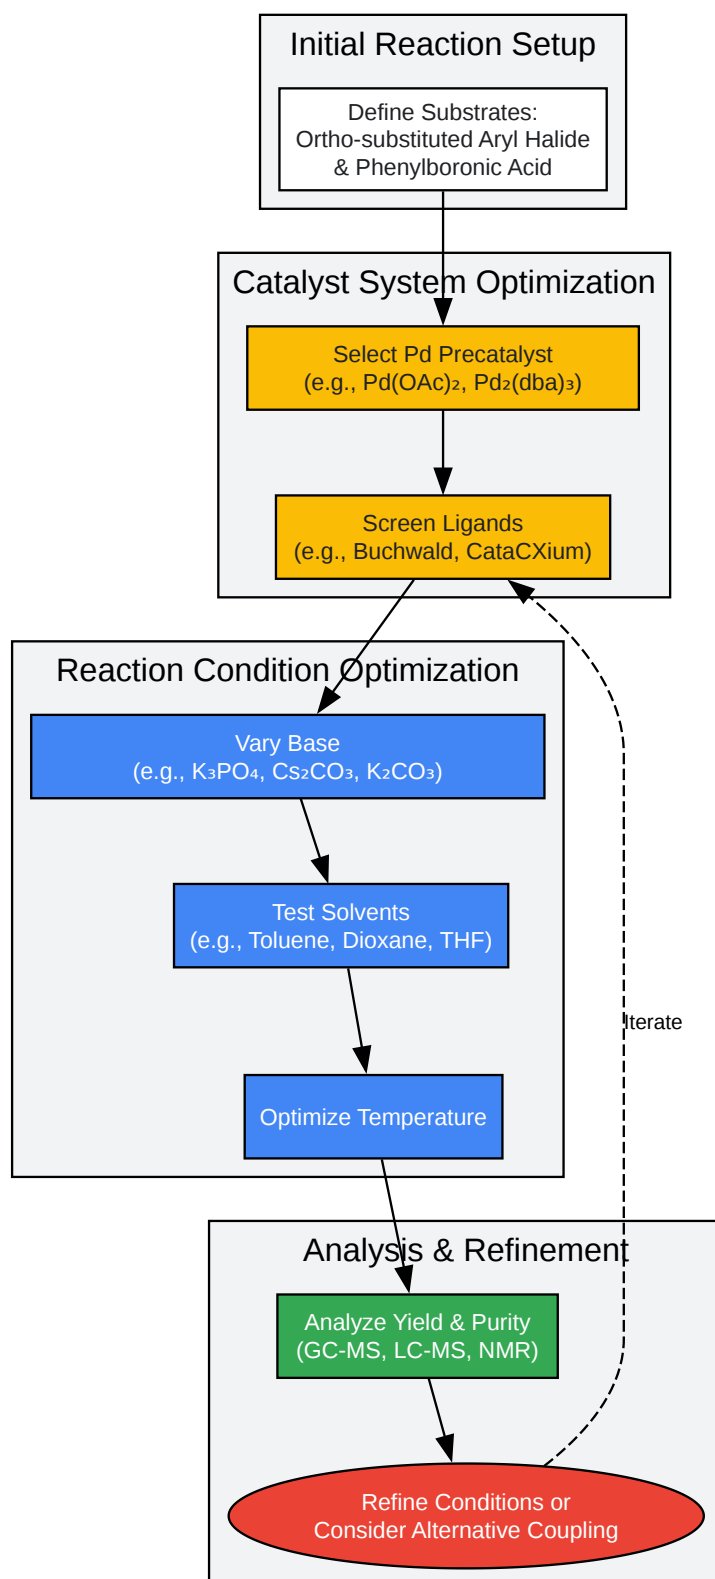 Initial Reaction Setup
Define Substrates:
Ortho-substituted Aryl Halide
& Phenylboronic Acid
Catalyst System Optimization
Select Pd Precatalyst
(e.g., Pd(OAc)₂, Pd₂(dba)₃)
Screen Ligands
(e.g., Buchwald, CataCXium)
Reaction Condition Optimization
Vary Base
(e.g., K₃PO₄, Cs₂CO₃, K₂CO₃)
Test Solvents
(e.g., Toluene, Dioxane, THF)
Iterate
Optimize Temperature
Analysis & Refinement
Analyze Yield & Purity
(GC-MS, LC-MS, NMR)
Refine Conditions or
Consider Alternative Coupling